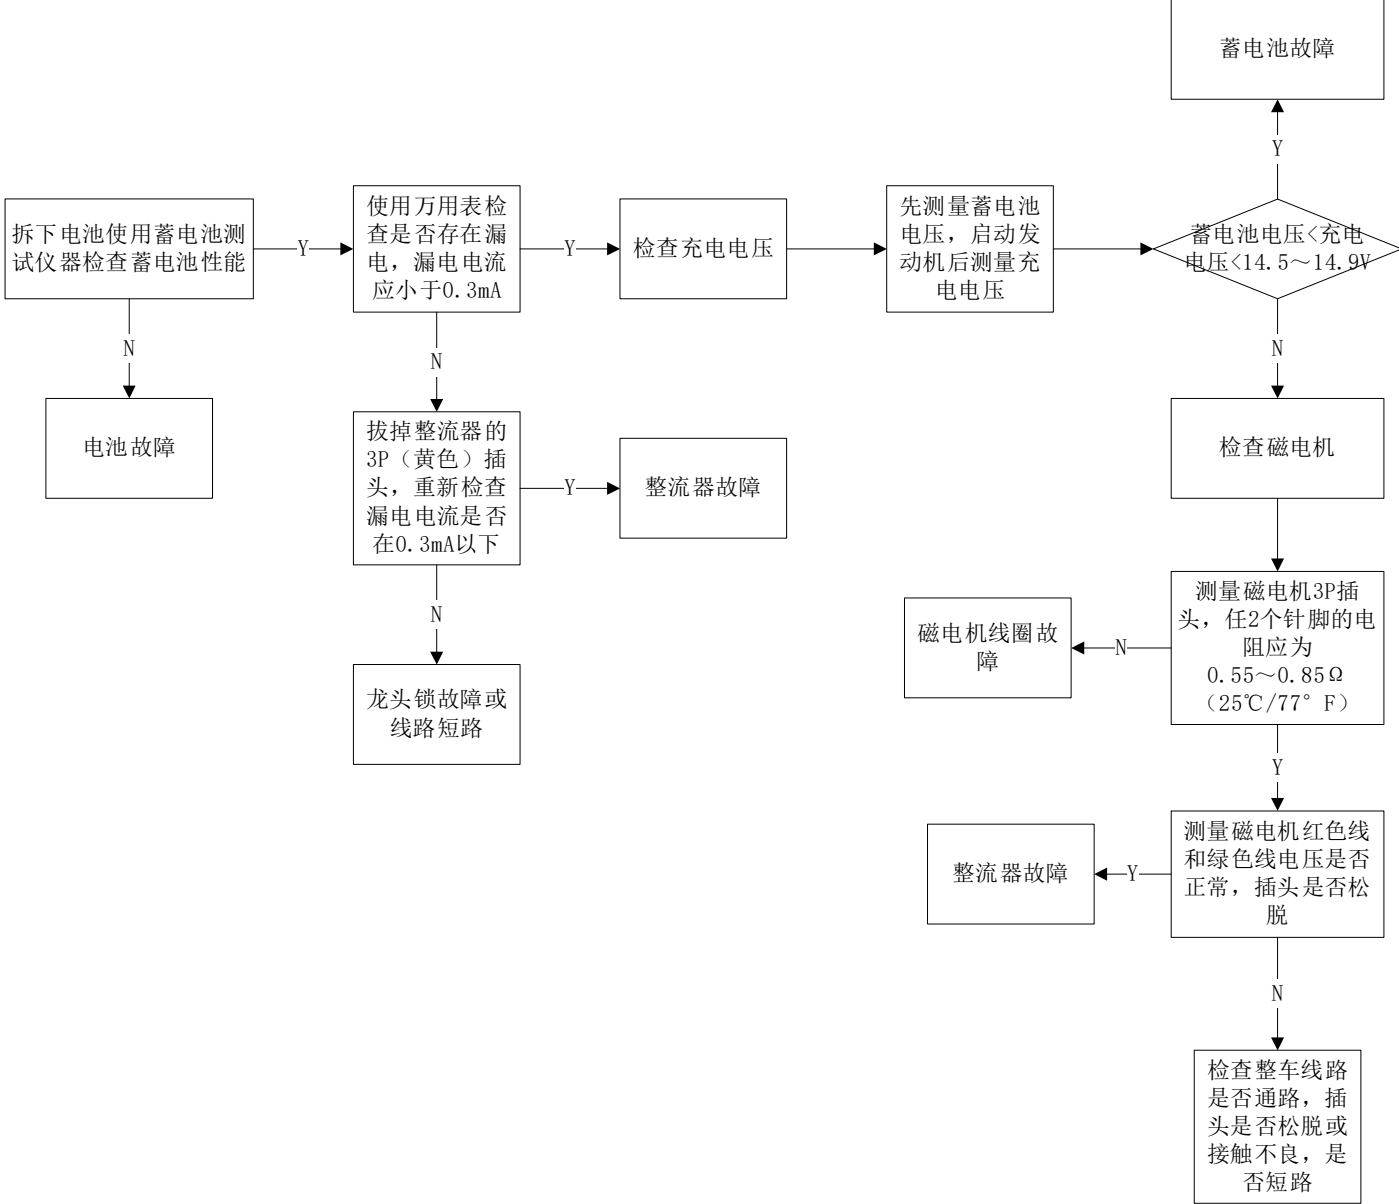 蓄电池故障
Y
拆下电池使用蓄电池测
试仪器检查蓄电池性能
Y
使用万用表检
查是否存在漏
电，漏电电流
应小于0.3mA
Y
检查充电电压
先测量蓄电池
电压，启动发
动机后测量充
电电压
蓄电池电压<充电
电压<14.5～14.9V
N
N
N
电池故障
拔掉整流器的
3P（黄色）插
头，重新检查
漏电电流是否
在0.3mA以下
Y
整流器故障
检查磁电机
N
龙头锁故障或
线路短路
磁电机线圈故
障
N
测量磁电机3P插
头，任2个针脚的电
阻应为
0.55～0.85Ω
（25℃/77°F）
Y
整流器故障
Y
测量磁电机红色线
和绿色线电压是否
正常，插头是否松
脱
N
检查整车线路
是否通路，插
头是否松脱或
接触不良，是
否短路